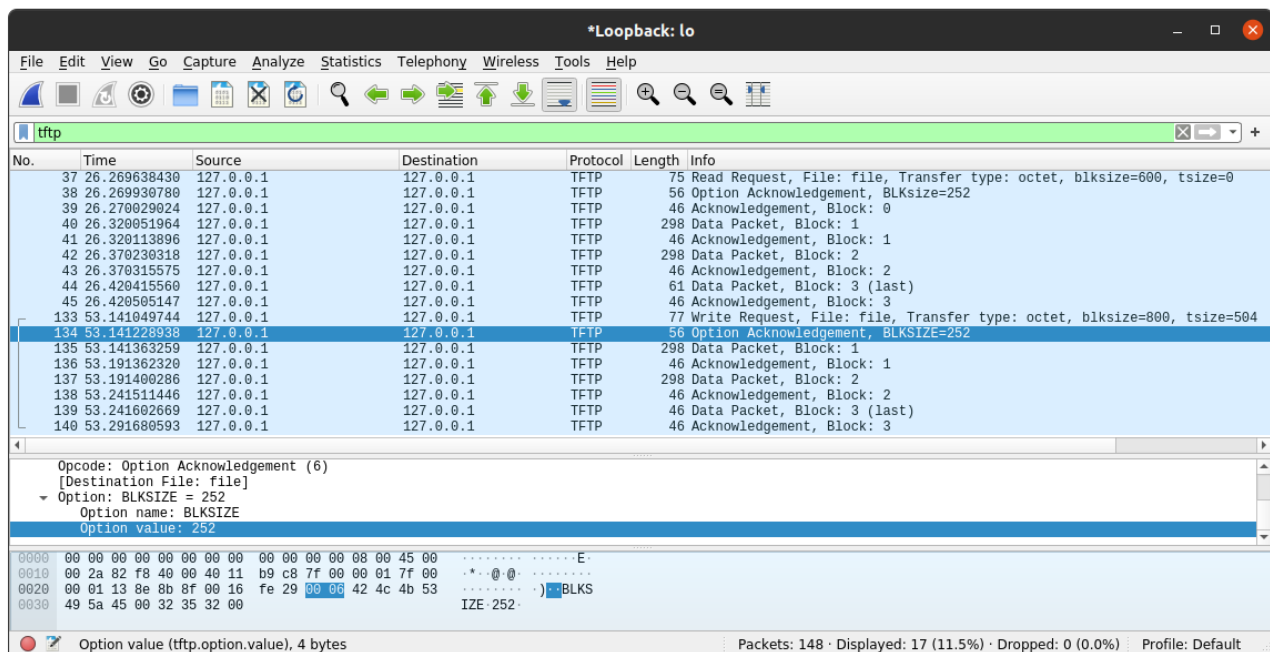 *Loopback: lo
File Edit View Go Capture Analyze Statistics Telephony Wireless Tools Help
tftp
No. Time Source Destination Protocol Length Info
37 26.269638430 127.0.0.1 127.0.0.1 TFTP 75 Read Request, File: file, Transfer type: octet, blksize=600, tsize=0
38 26.269930780 127.0.0.1 127.0.0.1 TFTP 56 Option Acknowledgement, BLKsize=252
39 26.270029024 127.0.0.1 127.0.0.1 TFTP 46 Acknowledgement, Block: 0
40 26.320051964 127.0.0.1 127.0.0.1 TFTP 298 Data Packet, Block: 1
41 26.320113896 127.0.0.1 127.0.0.1 TFTP 46 Acknowledgement, Block: 1
42 26.370230318 127.0.0.1 127.0.0.1 TFTP 298 Data Packet, Block: 2
43 26.370315575 127.0.0.1 127.0.0.1 TFTP 46 Acknowledgement, Block: 2
44 26.420415560 127.0.0.1 127.0.0.1 TFTP 61 Data Packet, Block: 3 (last)
45 26.420505147 127.0.0.1 127.0.0.1 TFTP 46 Acknowledgement, Block: 3
133 53.141049744 127.0.0.1 127.0.0.1 TFTP 77 Write Request, File: file, Transfer type: octet, blksize=800, tsize=504
134 53.141228938 127.0.0.1 127.0.0.1 TFTP 56 Option Acknowledgement, BLKSIZE=252
135 53.141363259 127.0.0.1 127.0.0.1 TFTP 298 Data Packet, Block: 1
136 53.191362320 127.0.0.1 127.0.0.1 TFTP 46 Acknowledgement, Block: 1
137 53.191400286 127.0.0.1 127.0.0.1 TFTP 298 Data Packet, Block: 2
138 53.241511446 127.0.0.1 127.0.0.1 TFTP 46 Acknowledgement, Block: 2
139 53.241602669 127.0.0.1 127.0.0.1 TFTP 46 Data Packet, Block: 3 (last)
140 53.291680593 127.0.0.1 127.0.0.1 TFTP 46 Acknowledgement, Block: 3
Opcode: Option Acknowledgement (6)
[Destination File: file]
Option: BLKSIZE = 252
Option name: BLKSIZE
Option value: 252
0000 00 00 00 00 00 00 00 00 00 00 00 00 08 00 45 00 ········ ······E·
0010 00 2a 82 f8 40 00 40 11 b9 c8 7f 00 00 01 7f 00 ·*··@·@· ········
0020 00 01 13 8e 8b 8f 00 16 fe 29 00 06 42 4c 4b 53 ········ ·)··BLKS
0030 49 5a 45 00 32 35 32 00 IZE·252·
Option value (tftp.option.value), 4 bytes Packets: 148 · Displayed: 17 (11.5%) · Dropped: 0 (0.0%) Profile: Default